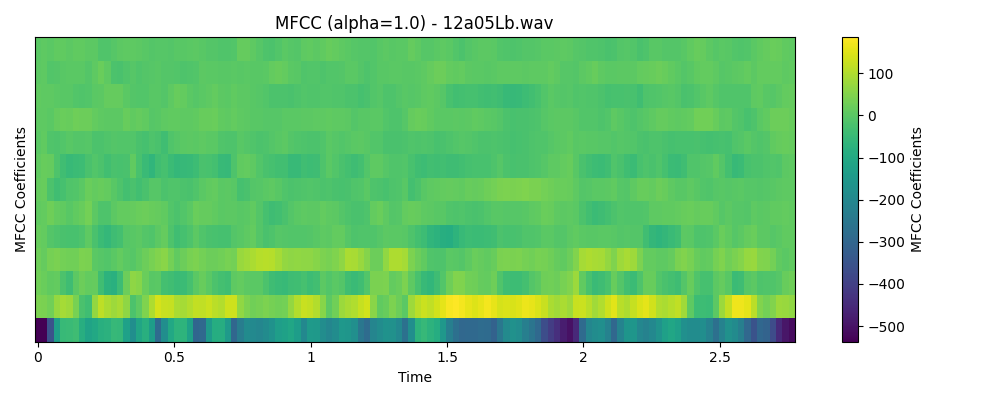 MFCC (alpha=1.0) - 12a05Lb.wav
MFCC Coefficients
0 0.5 1 1.5 2 2.5
Time
100
0
−100
−200
−300
−400
−500
MFCC Coefficients